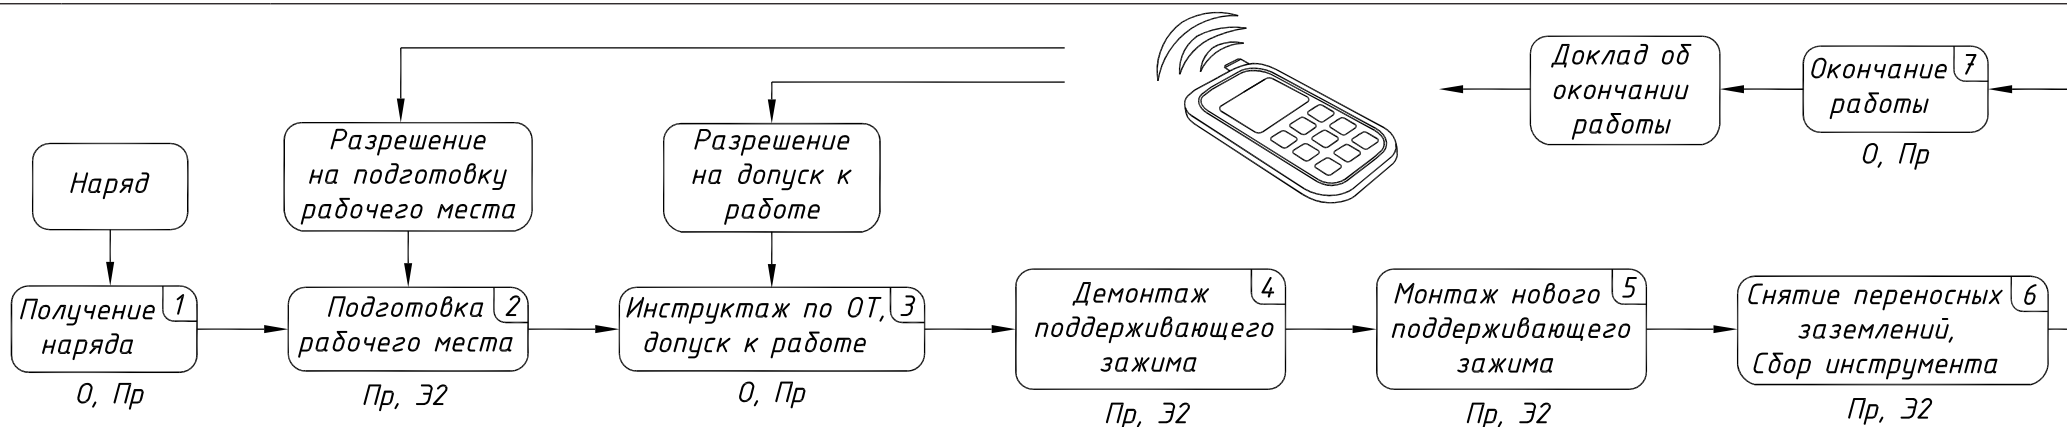 Наряд
Разрешение
на подготовку
рабочего места
Разрешение
на допуск к
работе
Доклад об
окончании
работы
Окончание 7
работы
О, Пр
Получение 1
наряда
О, Пр
Подготовка 2
рабочего места
Пр, Э2
Инструктаж по ОТ, 3
допуск к работе
О, Пр
Демонтаж 4
поддерживающего
зажима
Пр, Э2
Монтаж нового 5
поддерживающего
зажима
Пр, Э2
Снятие переносных 6
заземлений,
Сбор инструмента
Пр, Э2